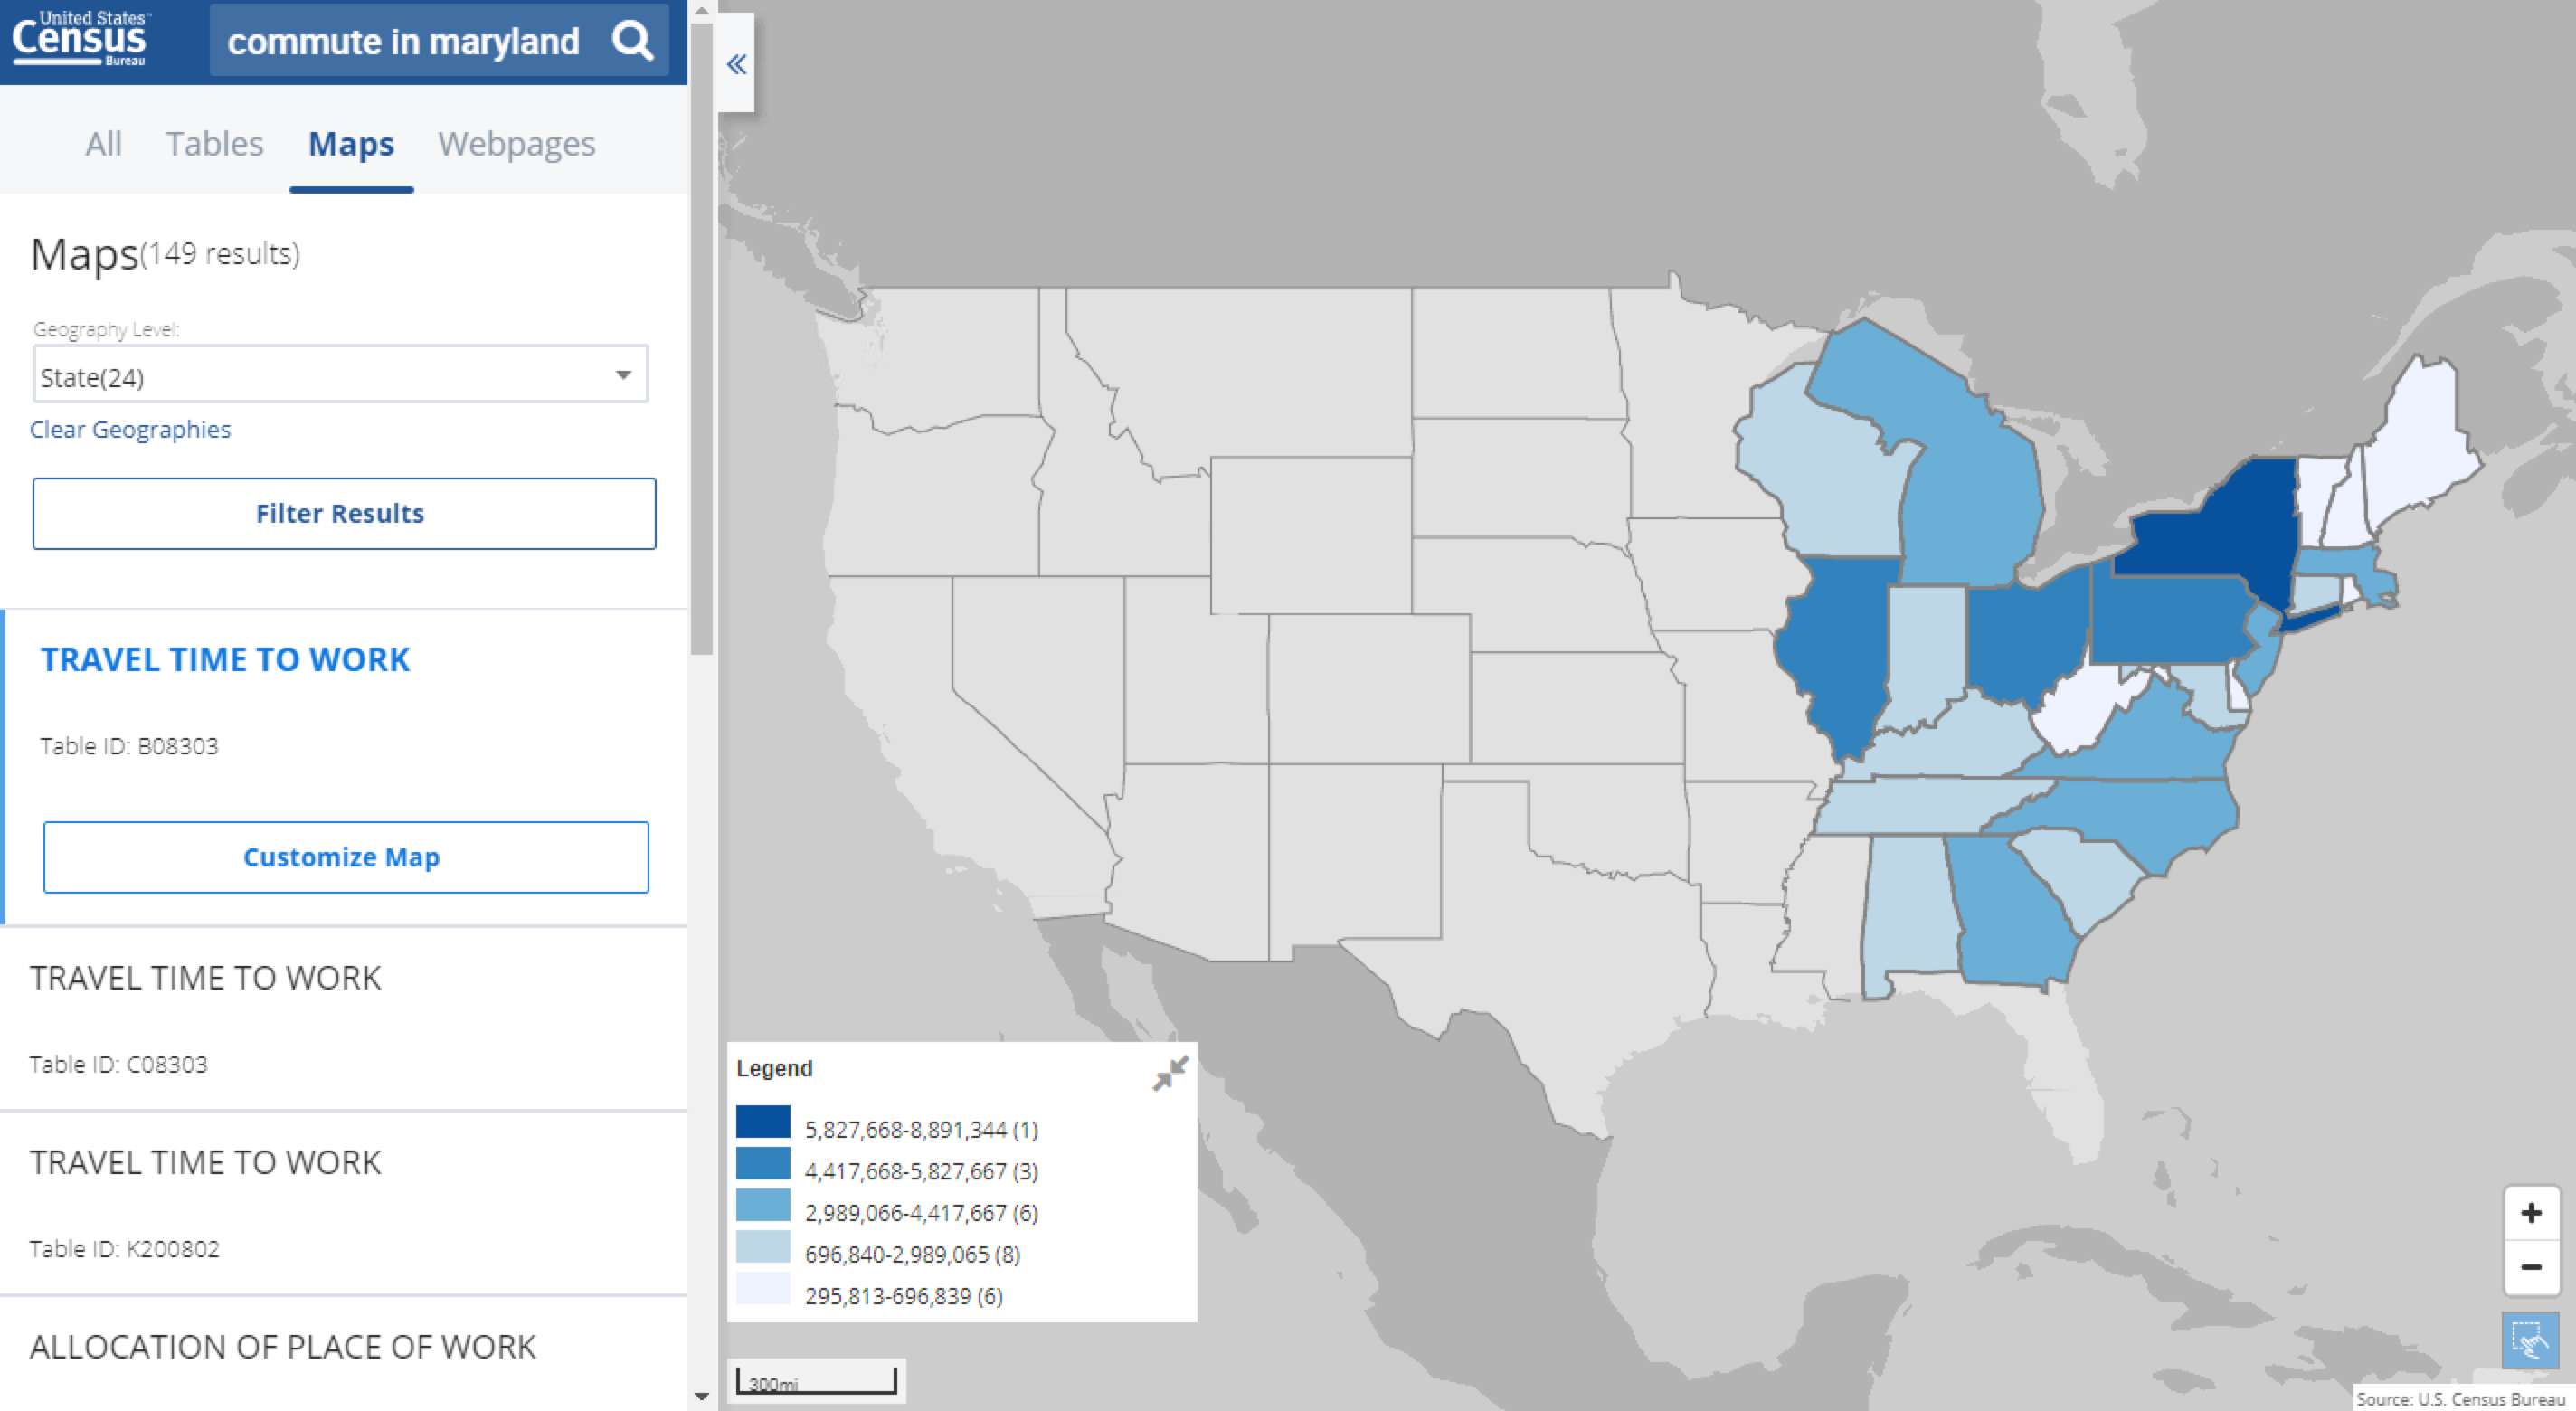 United States™
Census
Bureau
commute in maryland
All
Tables
Maps
Webpages
Maps(149 results)
Geography Level:
State(24)
Clear Geographies
Filter Results
TRAVEL TIME TO WORK
Table ID: B08303
Customize Map
TRAVEL TIME TO WORK
Table ID: C08303
TRAVEL TIME TO WORK
Table ID: K200802
ALLOCATION OF PLACE OF WORK
Legend
5,827,668-8,891,344 (1)
4,417,668-5,827,667 (3)
2,989,066-4,417,667 (6)
696,840-2,989,065 (8)
295,813-696,839 (6)
300mi
Source: U.S. Census Bureau